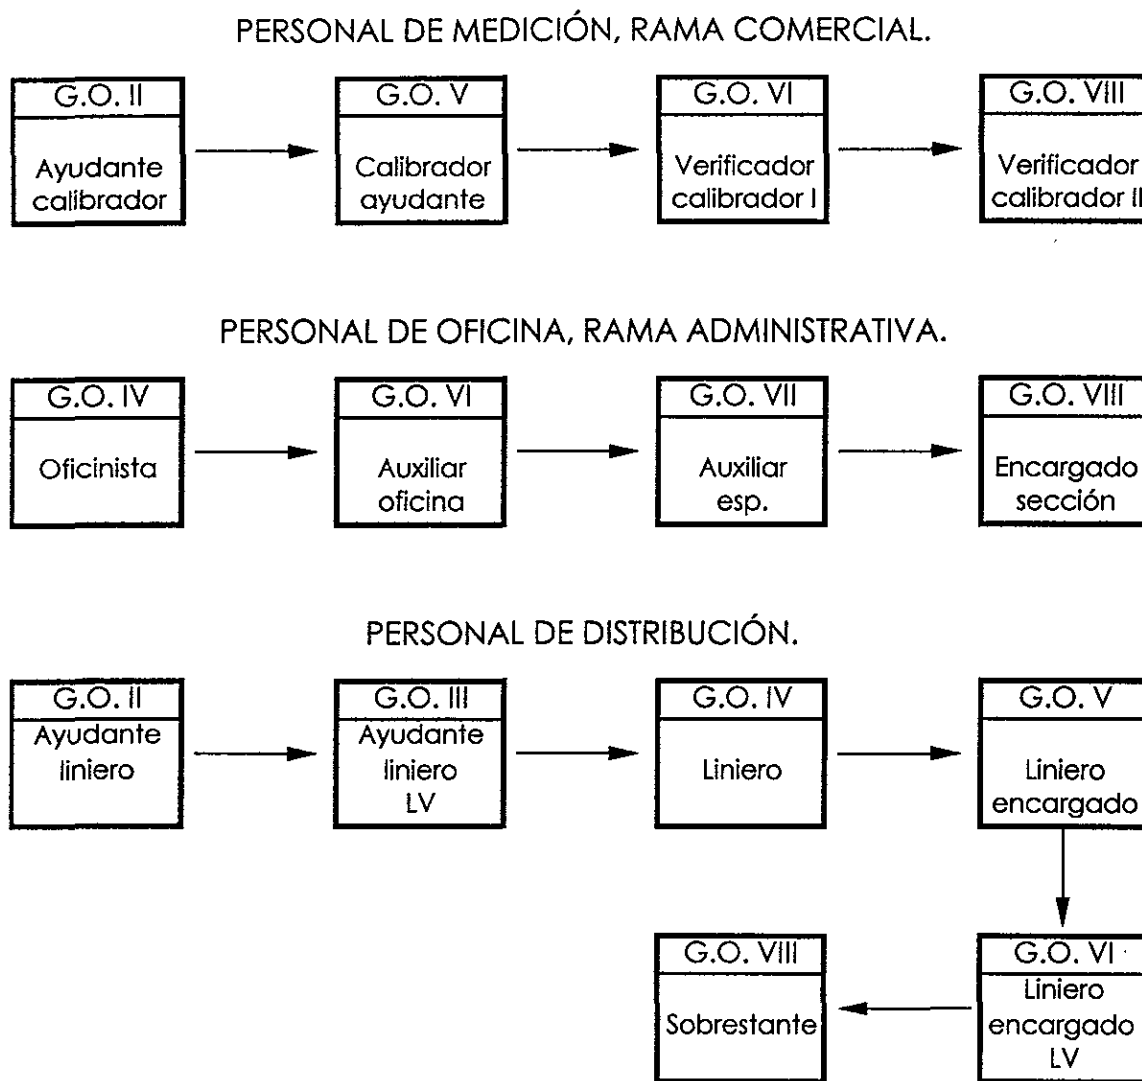 PERSONAL DE MEDICIÓN, RAMA COMERCIAL.
G.O. II
Ayudante
calibrador
G.O. V
Calibrador
ayudante
G.O. VI
Verificador
calibrador I
G.O. VIII
Verificador
calibrador II
PERSONAL DE OFICINA, RAMA ADMINISTRATIVA.
G.O. IV
Oficinista
G.O. VI
Auxiliar
oficina
G.O. VII
Auxiliar
esp.
G.O. VIII
Encargado
sección
PERSONAL DE DISTRIBUCIÓN.
G.O. II
Ayudante
liniero
G.O. III
Ayudante
liniero
LV
G.O. IV
Liniero
G.O. V
Liniero
encargado
G.O. VI
Liniero
encargado
LV
G.O. VIII
Sobrestante